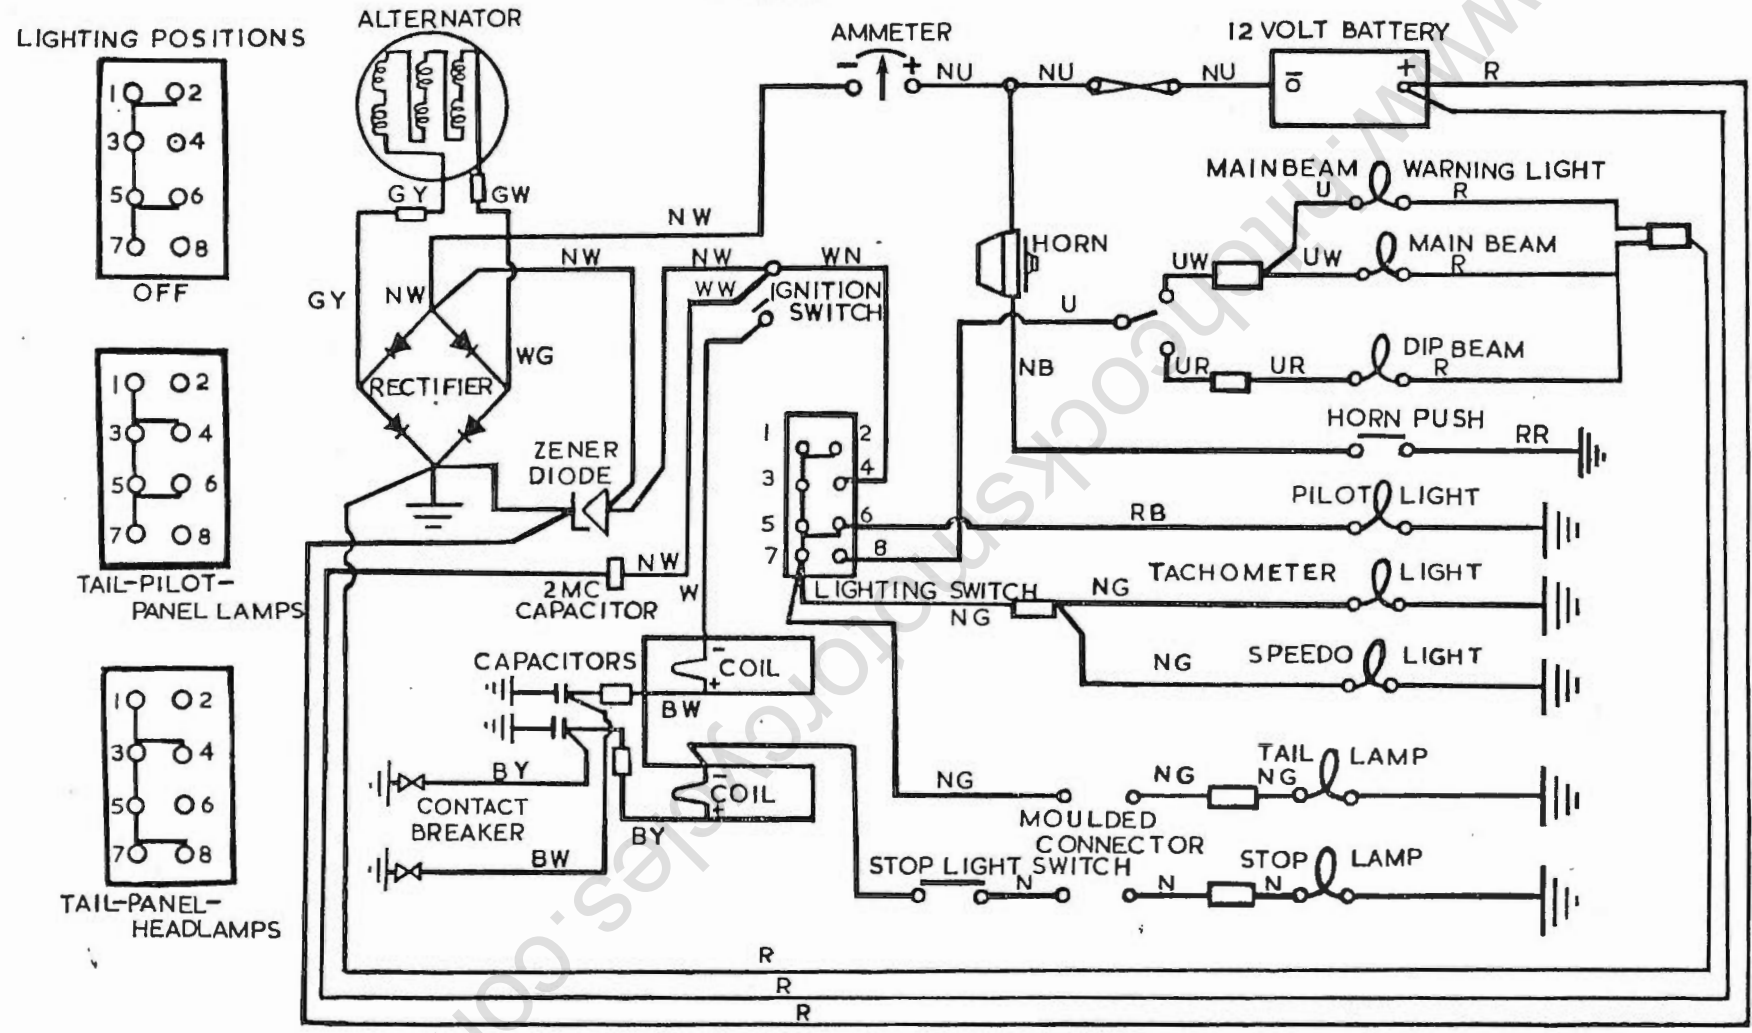 LIGHTING POSITIONS
1 2
3 4
5 6
7 8
OFF
1 2
3 4
5 6
7 8
TAIL-PILOT-
PANEL LAMPS
1 2
3 4
5 6
7 8
TAIL-PANEL-
HEADLAMPS
ALTERNATOR
GY
GW
GY
NW
WG
RECTIFIER
NW
NW
AMMETER
- +
NU
NU
NU
12 VOLT BATTERY
- +
R
NW
WN
WW
IGNITION
SWITCH
ZENER
DIODE
NW
2MC
CAPACITOR
W
HORN
NB
U
MAINBEAM WARNING LIGHT
U R
UW
UW
MAIN BEAM
R
DIP BEAM
R
UR
UR
HORN PUSH
RR
1 2
3 4
5 6
7 8
LIGHTING SWITCH
PILOT LIGHT
RB
TACHOMETER LIGHT
NG
NG
SPEEDO LIGHT
NG
CAPACITORS
- COIL
+
BW
- COIL
+
BY
BY
CONTACT
BREAKER
BW
NG
MOULDED
CONNECTOR
NG
NG
TAIL LAMP
STOP LIGHT SWITCH
N
N
N
STOP LAMP
R
R
R